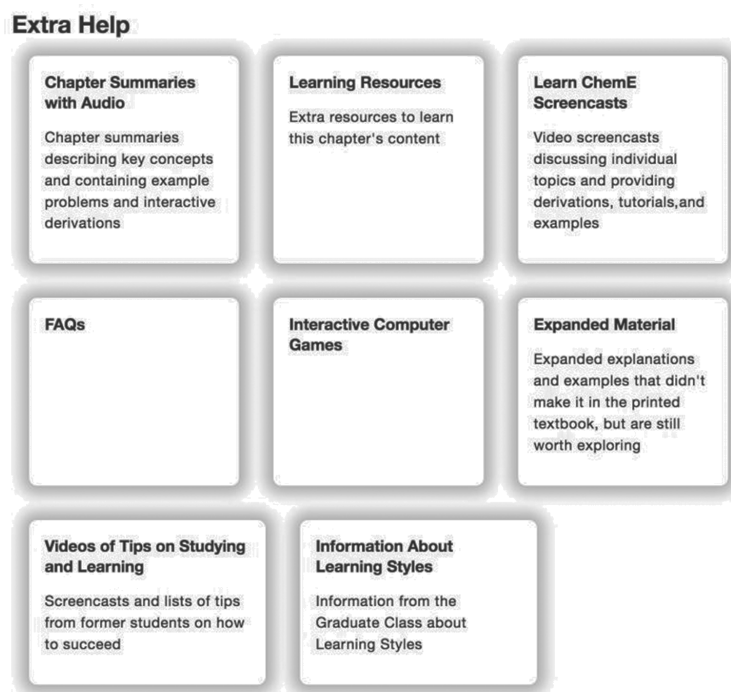 Extra Help
Chapter Summaries
with Audio
Chapter summaries
describing key concepts
and containing example
problems and interactive
derivations
Learning Resources
Extra resources to learn
this chapter's content
Learn ChemE
Screencasts
Video screencasts
discussing individual
topics and providing
derivations, tutorials,and
examples
FAQs
Interactive Computer
Games
Expanded Material
Expanded explanations
and examples that didn't
make it in the printed
textbook, but are still
worth exploring
Videos of Tips on Studying
and Learning
Screencasts and lists of tips
from former students on how
to succeed
Information About
Learning Styles
Information from the
Graduate Class about
Learning Styles